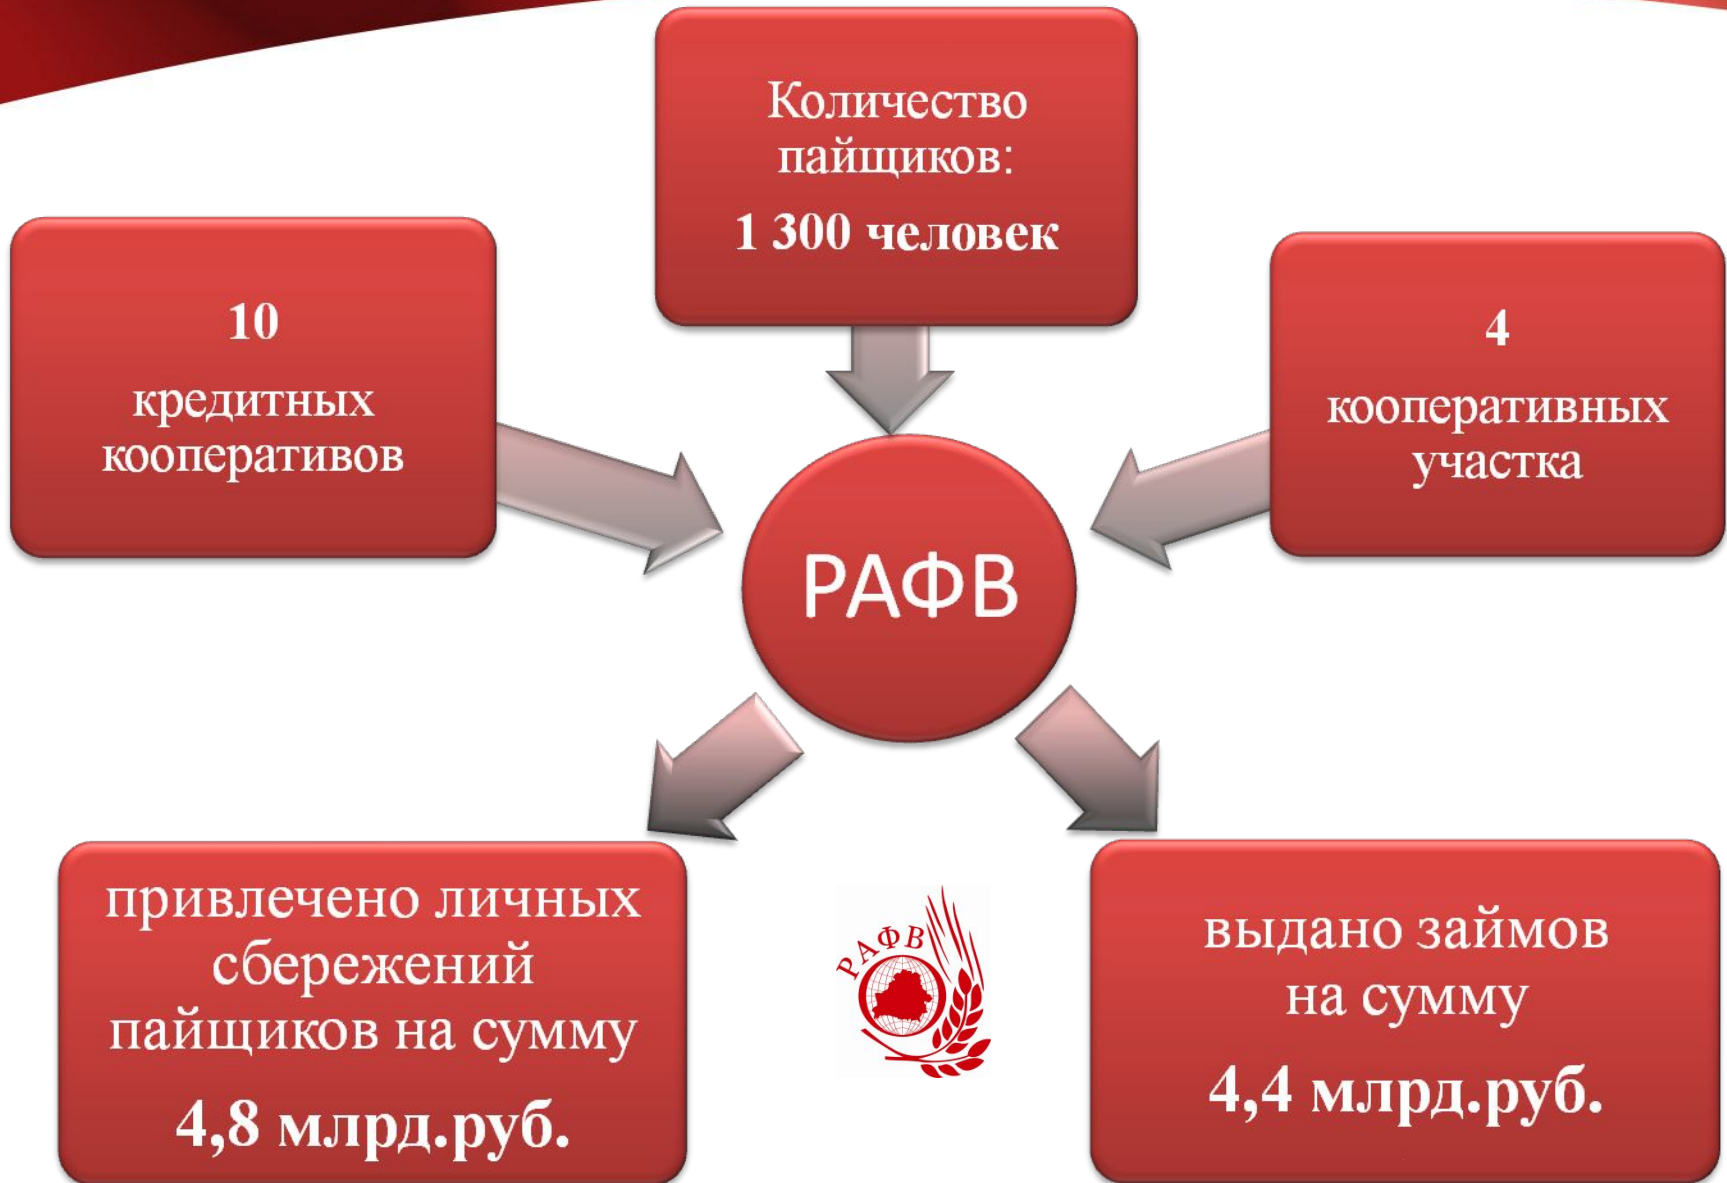 Количество
пайщиков:
1 300 человек
10
кредитных
кооперативов
4
кооперативных
участка
РАФВ
привлечено личных
сбережений
пайщиков на сумму
4,8 млрд.руб.
РАФВ
выдано займов
на сумму
4,4 млрд.руб.